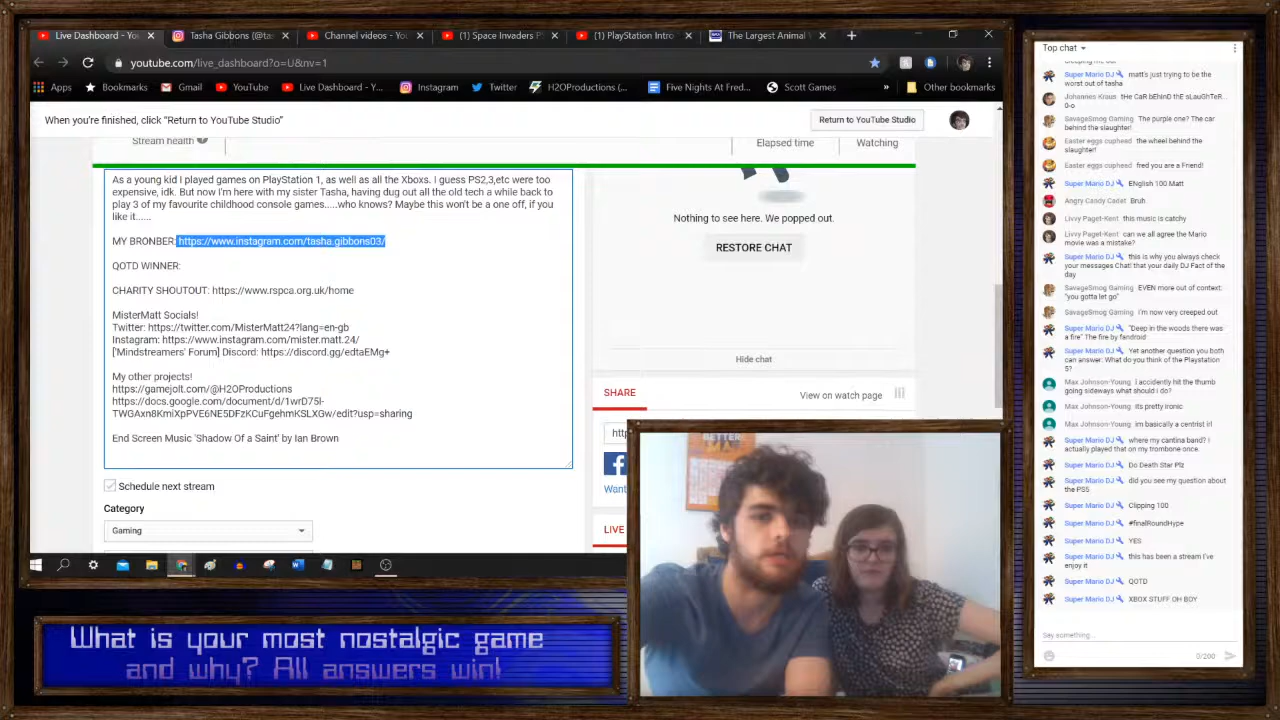 Live Dashboard - Yo
Tasha Gibbons (@tas
Channel videos - You
(1) Space Invaders PS
(1) PlayStation Intro
The Largest Animal
youtube.com/live_dashboard?o=U&nv=1
Apps
Bookmarks
Gmail
YouTube
Live Dashboard - Yo...
Instagram
Twitter
H2OProductions (...
Five Nights At Fred...
Scott Games
»
Other bookmarks
When you're finished, click "Return to YouTube Studio"
Return to YouTube Studio
Stream health
Elapsed time
Watching
As a young kid I played games on PlayStation 1, as well as all the Xboxs. I guess PS2,3,etc were too
expensive, idk. But now I'm here with my sister Tasha, having dug out all the old tech a while back to
play 3 of my favourite childhood console games.....who knows? Maybe this won't be a one off, if you
like it.....
MY BRONBER: https://www.instagram.com/tasha.gibbons03/
QOTD WINNER:
CHARITY SHOUTOUT: https://www.rspca.org.uk/home
MisterMatt Socials!
Twitter: https://twitter.com/MisterMatt24?lang=en-gb
Instagram: https://www.instagram.com/mister.matt.24/
['Mindstreamers' Forum] Discord: https://discord.gg/edtaEMg+
My other projects!
https://gamejolt.com/@H2OProductions
https://docs.google.com/document/d/1wrD75I-
TWGAxn8KmiXpPVE6NE5DFzKCuFgehmKSLXGw/edit?usp=sharing
End Screen Music 'Shadow Of a Saint' by Ian Brown
Schedule next stream
Category
Gaming
Nothing to see here. We popped out.
RESTORE CHAT
Hide chat
SHARE
View on watch page
http
Want
LIVE
BETTER
What is your most nostalgic game
and why? All answers win!
Top chat
Super Mario DJ matt's just trying to be the
worst out of tasha
Johannes Kraus tHe CaR bEhinD thE sLauGhTeR...
0-o
SavageSmog Gaming The purple one? The car
behind the slaughter!
Easter eggs cuphead the wheel behind the
slaughter!
Easter eggs cuphead fred you are a Friend!
Super Mario DJ ENglish 100 Matt
Angry Candy Cadet Bruh
Livvy Paget-Kent this music is catchy
Livvy Paget-Kent can we all agree the Mario
movie was a mistake?
Super Mario DJ this is why you always check
your messages Chat! that your daily DJ Fact of the
day
SavageSmog Gaming EVEN more out of context:
"you gotta let go"
SavageSmog Gaming I'm now very creeped out
Super Mario DJ "Deep in the woods there was
a fire" The fire by fandroid
Super Mario DJ Yet another question you both
can answer: What do you think of the Playstation
5?
Max Johnson-Young i accidently hit the thumb
going sideways what should i do?
Max Johnson-Young Its pretty ironic
Max Johnson-Young Im basically a centrist irl
Super Mario DJ where my cantina band? I
actually played that on my trombone once.
Super Mario DJ Do Death Star Plz
Super Mario DJ did you see my question about
the PS5
Super Mario DJ Clipping 100
Super Mario DJ #finalRoundHype
Super Mario DJ YES
Super Mario DJ this has been a stream I've
enjoy it
Super Mario DJ QOTD
Super Mario DJ XBOX STUFF OH BOY
Say something...
0/200